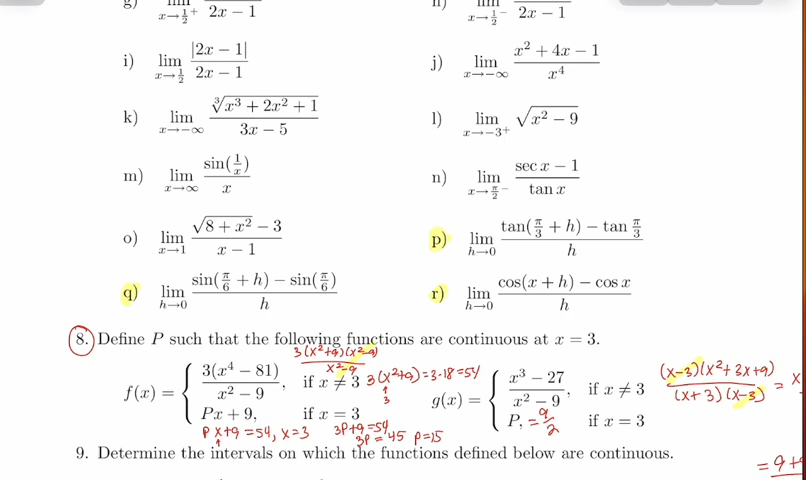 g) lim x→1/2⁺ 2x − 1
h) lim x→1/2⁻ 2x − 1
i) lim x→1/2 |2x − 1| / 2x − 1
j) lim x→−∞ x² + 4x − 1 / x⁴
k) lim x→−∞ ∛(x³ + 2x² + 1) / 3x − 5
l) lim x→−3⁺ √(x² − 9)
m) lim x→∞ sin(1/x) / x
n) lim x→π/2⁻ sec x − 1 / tan x
o) lim x→1 √(8 + x²) − 3 / x − 1
p) lim h→0 tan(π/3 + h) − tan π/3 / h
q) lim h→0 sin(π/6 + h) − sin(π/6) / h
r) lim h→0 cos(x + h) − cos x / h
8. Define P such that the following functions are continuous at x = 3.
3(x²+9)(x²-9) / x²-9
f(x) = { 3(x⁴ − 81) / x² − 9, if x ≠ 3
3(x²+9) = 3·18 = 54
3
Px + 9, if x = 3
g(x) = { x³ − 27 / x² − 9, if x ≠ 3
P, = 9/2 if x = 3
(x-3)(x²+3x+9) / (x+3)(x-3) = x
Px+9 = 54, x=3
3P+9 = 54
3P = 45 P=15
9. Determine the intervals on which the functions defined below are continuous.
= 9+